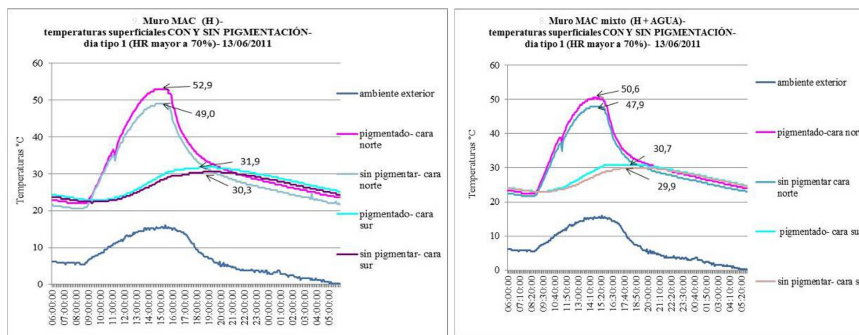 Muro MAC (H )-
temperaturas superficiales CON Y SIN PIGMENTACIÓN-
dia tipo 1 (HR mayor a 70%)- 13/06/2011
Temperaturas °C
60
50
40
30
20
10
0
52,9
49,0
31,9
30,3
ambiente exterior
pigmentado-cara
norte
sin pigmentar- cara
norte
pigmentado- cara
sur
sin pigmentar- cara
sur
06:00:00
07:00:00
08:00:00
09:00:00
10:00:00
11:00:00
12:00:00
13:00:00
14:00:00
15:00:00
16:00:00
17:00:00
18:00:00
19:00:00
20:00:00
21:00:00
22:00:00
23:00:00
00:00:00
01:00:00
02:00:00
03:00:00
04:00:00
05:00:00
Muro MAC mixto (H + AGUA)-
temperaturas superficiales CON Y SIN PIGMENTACIÓN-
dia tipo 1 (HR mayor a 70%)- 13/06/2011
Temperaturas °C
60
50
40
30
20
10
0
50,6
47,9
30,7
29,9
ambiente exterior
pigmentado-cara nor
sin pigmentar cara
norte
pigmentado- cara su
sin pigmentar- cara s
06:00:00
07:10:00
08:20:00
09:30:00
10:40:00
11:50:00
13:00:00
14:10:00
15:20:00
16:30:00
17:40:00
18:50:00
20:00:00
21:10:00
22:20:00
23:30:00
00:40:00
01:50:00
03:00:00
04:10:00
05:20:00